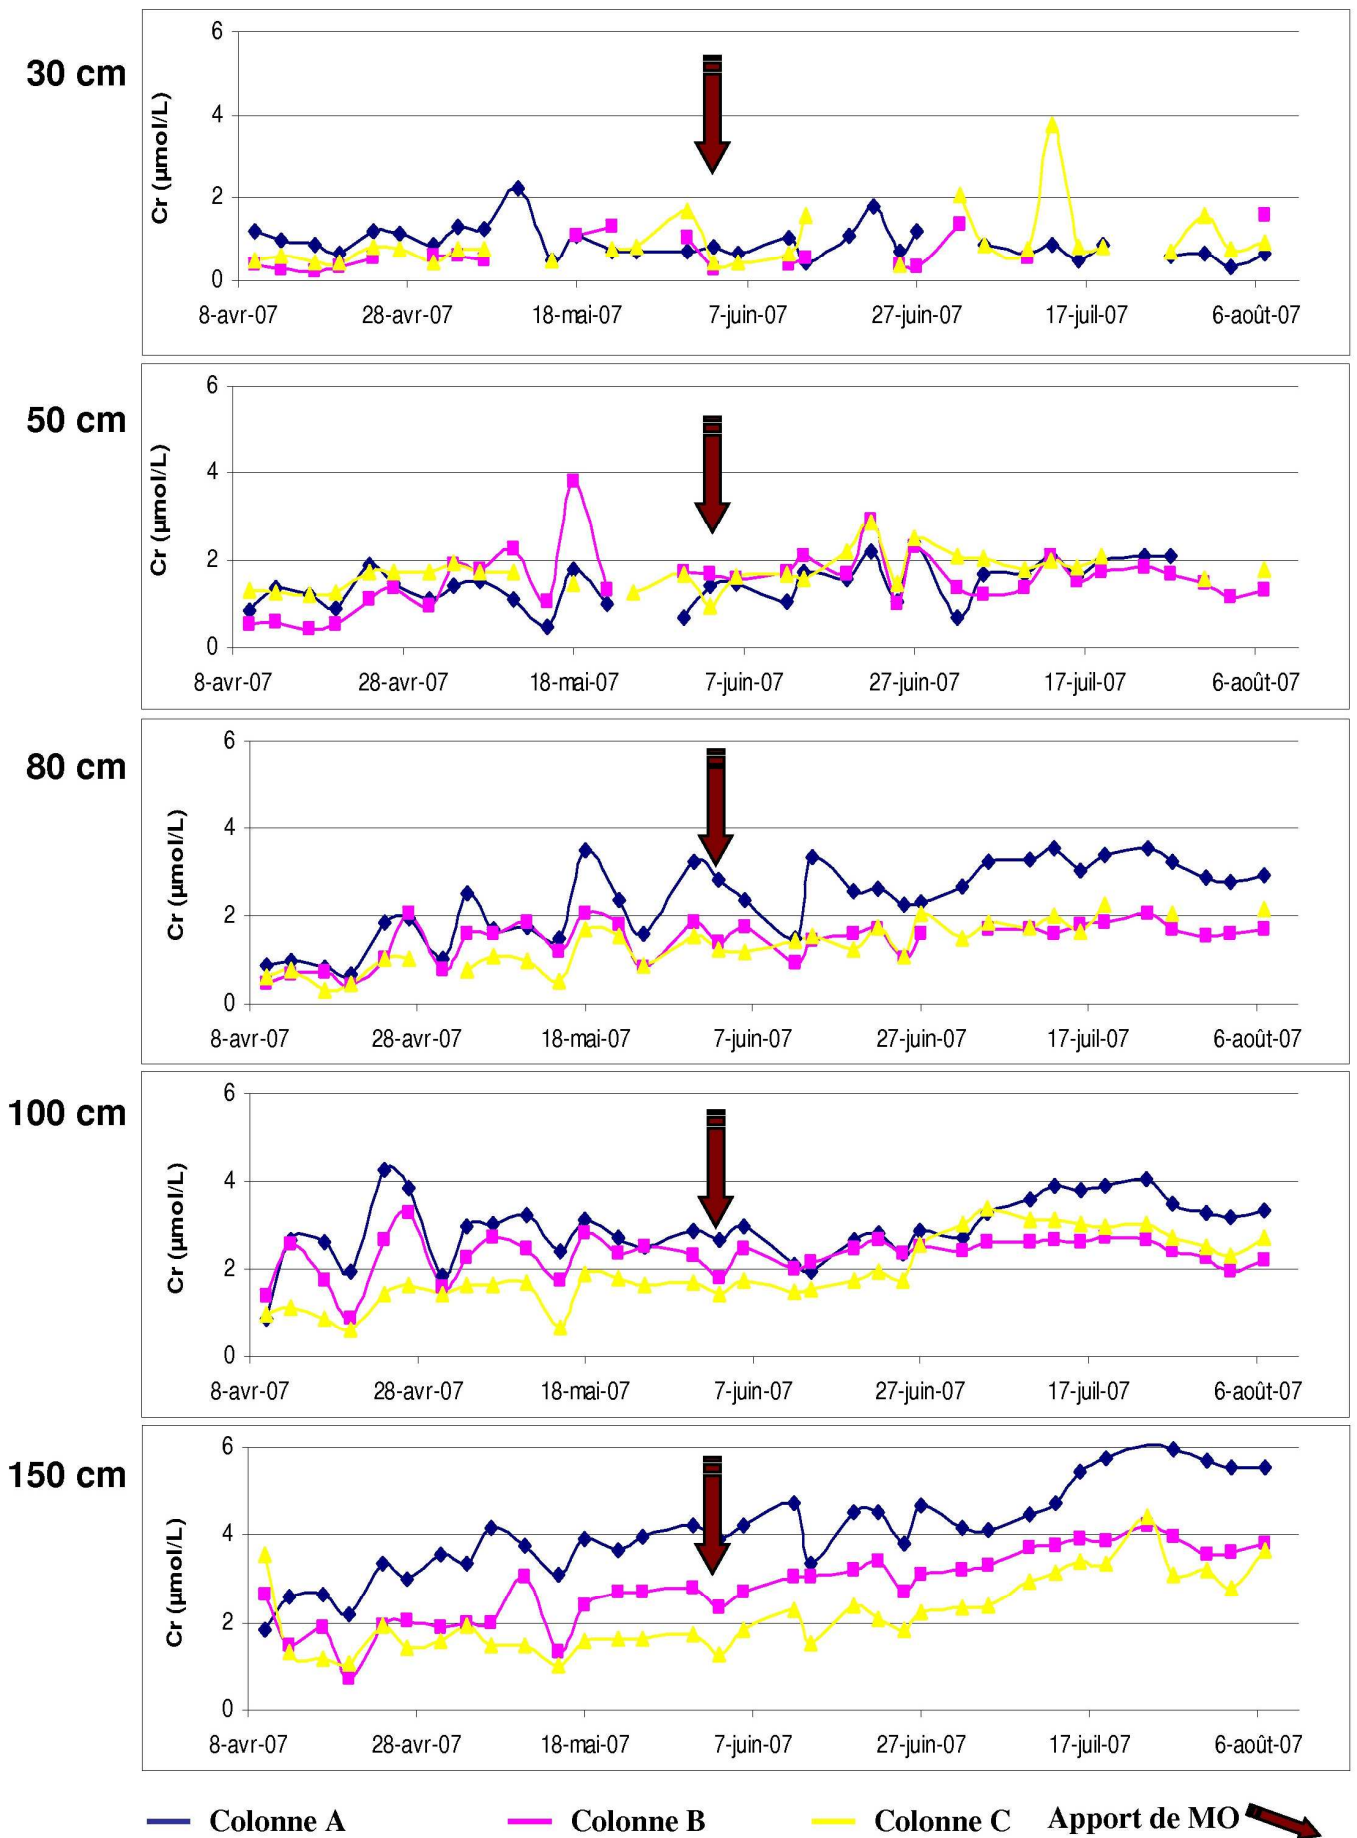 30 cm
Cr (µmol/L)
6
4
2
0
8-avr-07 28-avr-07 18-mai-07 7-juin-07 27-juin-07 17-juil-07 6-août-07
50 cm
Cr (µmol/L)
6
4
2
0
8-avr-07 28-avr-07 18-mai-07 7-juin-07 27-juin-07 17-juil-07 6-août-07
80 cm
Cr (µmol/L)
6
4
2
0
8-avr-07 28-avr-07 18-mai-07 7-juin-07 27-juin-07 17-juil-07 6-août-07
100 cm
Cr (µmol/L)
6
4
2
0
8-avr-07 28-avr-07 18-mai-07 7-juin-07 27-juin-07 17-juil-07 6-août-07
150 cm
Cr (µmol/L)
6
4
2
0
8-avr-07 28-avr-07 18-mai-07 7-juin-07 27-juin-07 17-juil-07 6-août-07
Colonne A Colonne B Colonne C Apport de MO